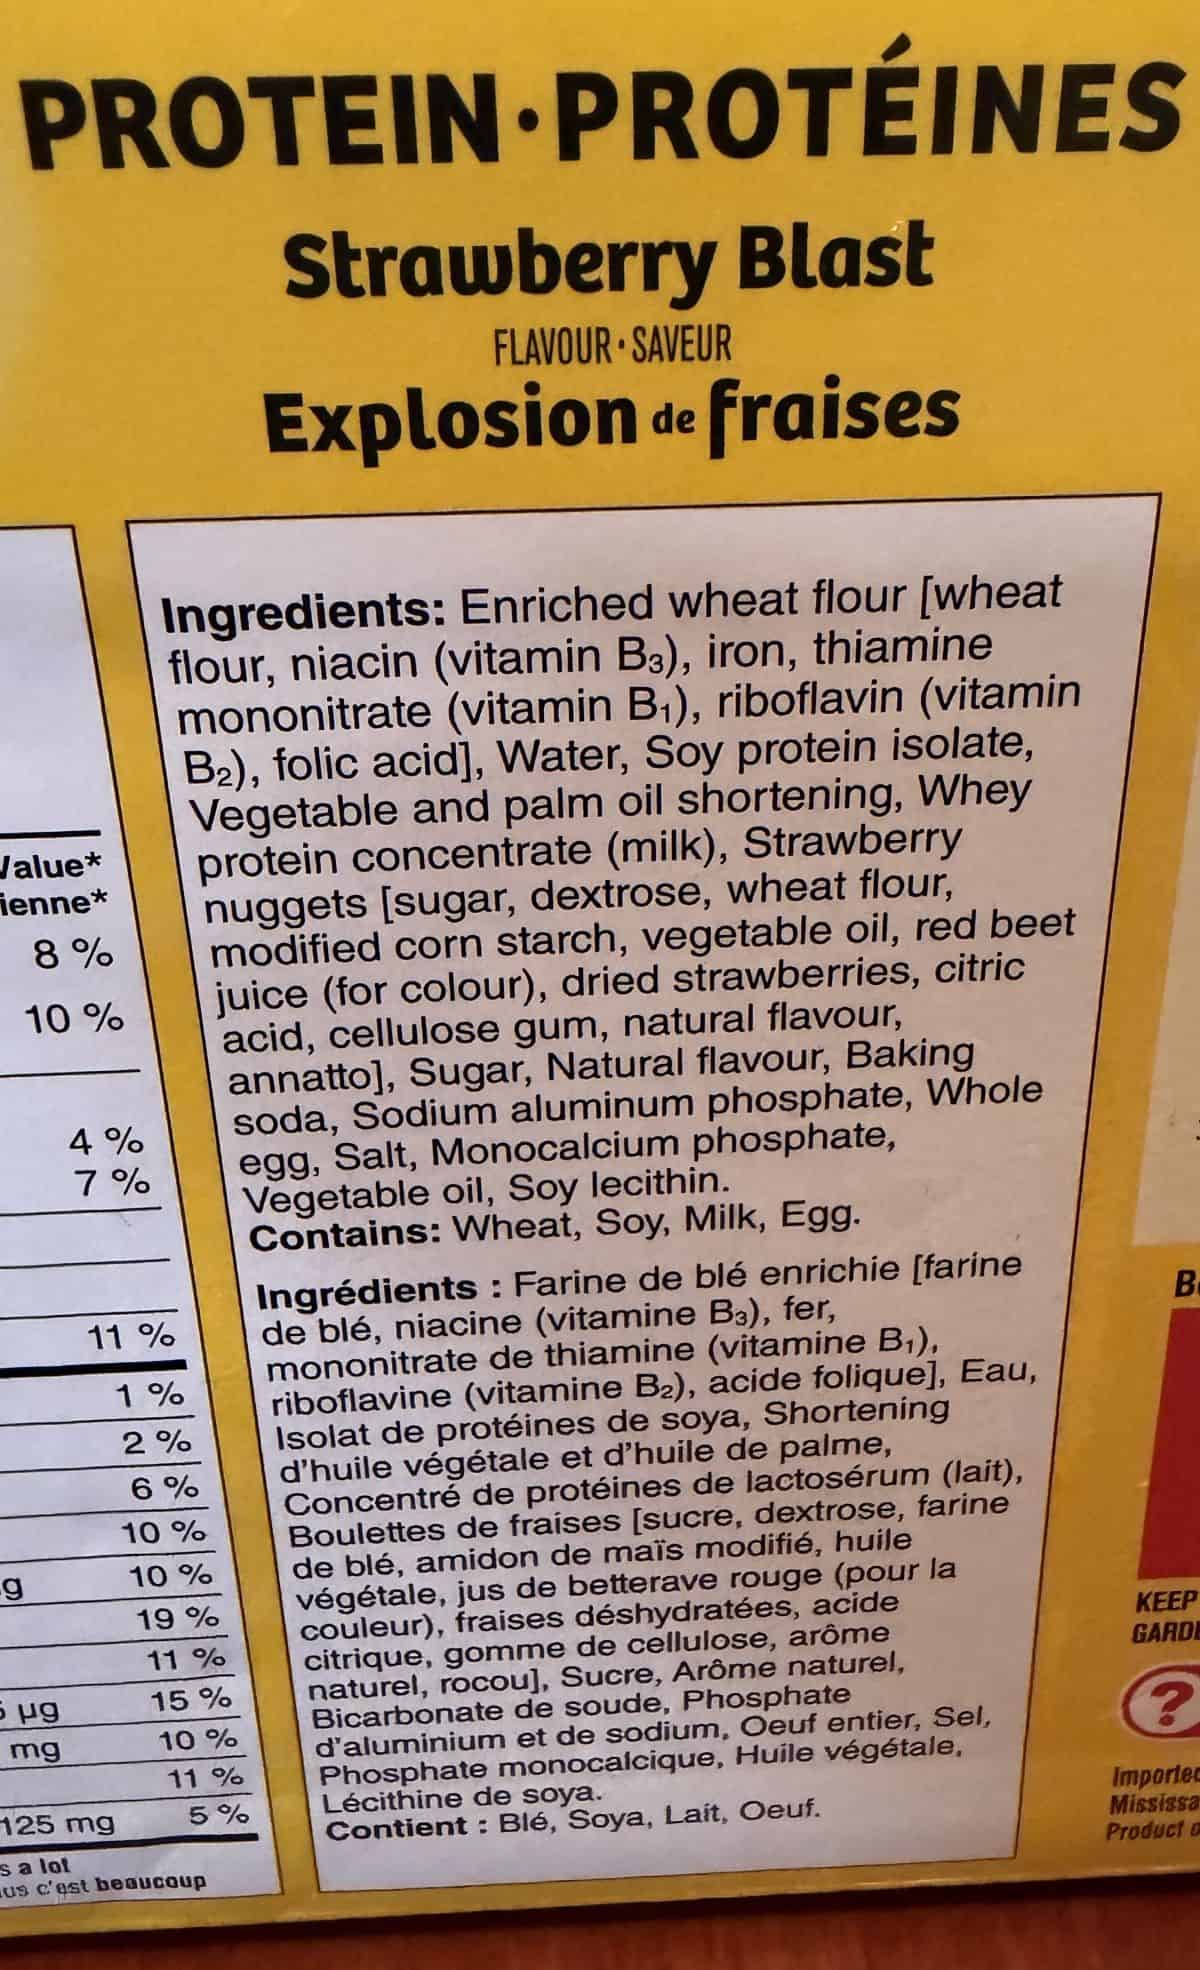 PROTEIN · PROTÉINES
Strawberry Blast
FLAVOUR · SAVEUR
Explosion de fraises
Ingredients: Enriched wheat flour [wheat
flour, niacin (vitamin B3), iron, thiamine
mononitrate (vitamin B1), riboflavin (vitamin
B2), folic acid], Water, Soy protein isolate,
Vegetable and palm oil shortening, Whey
protein concentrate (milk), Strawberry
nuggets [sugar, dextrose, wheat flour,
modified corn starch, vegetable oil, red beet
juice (for colour), dried strawberries, citric
acid, cellulose gum, natural flavour,
annatto], Sugar, Natural flavour, Baking
soda, Sodium aluminum phosphate, Whole
egg, Salt, Monocalcium phosphate,
Vegetable oil, Soy lecithin.
Contains: Wheat, Soy, Milk, Egg.
Ingrédients : Farine de blé enrichie [farine
de blé, niacine (vitamine B3), fer,
mononitrate de thiamine (vitamine B1),
riboflavine (vitamine B2), acide folique], Eau,
Isolat de protéines de soya, Shortening
d'huile végétale et d'huile de palme,
Concentré de protéines de lactosérum (lait),
Boulettes de fraises [sucre, dextrose, farine
de blé, amidon de maïs modifié, huile
végétale, jus de betterave rouge (pour la
couleur), fraises déshydratées, acide
citrique, gomme de cellulose, arôme
naturel, rocou], Sucre, Arôme naturel,
Bicarbonate de soude, Phosphate
d'aluminium et de sodium, Oeuf entier, Sel,
Phosphate monocalcique, Huile végétale,
Lécithine de soya.
Contient : Blé, Soya, Lait, Oeuf.
Value*
ienne*
8 %
10 %
4 %
7 %
11 %
1 %
2 %
6 %
10 %
g 10 %
19 %
11 %
µg 15 %
mg 10 %
11 %
125 mg 5 %
s a lot
us c'est beaucoup
KEEP
GARD
?
Imported
Mississa
Product o